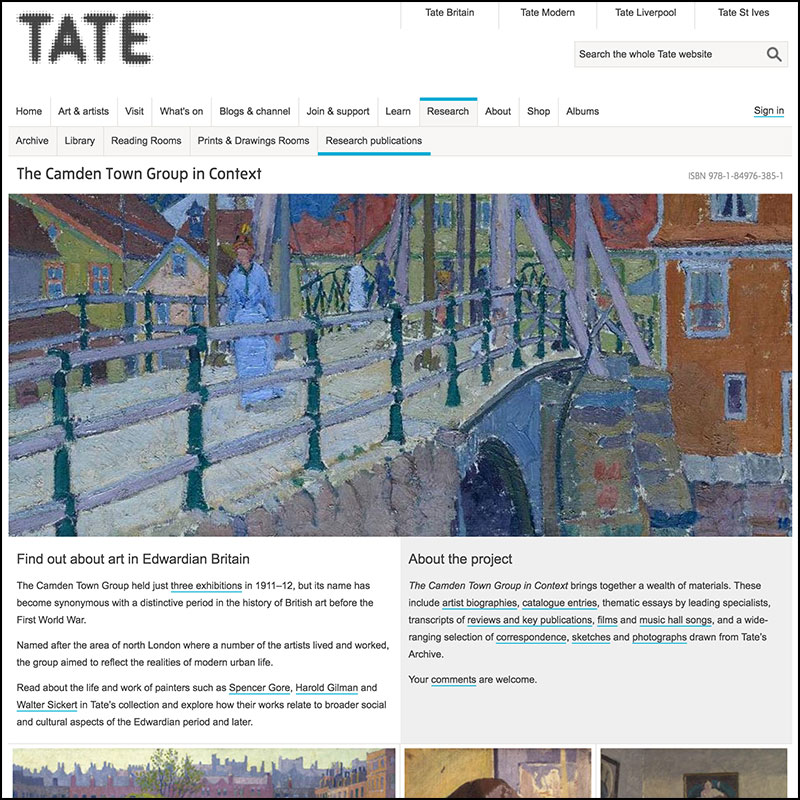 TATE
Tate Britain
Tate Modern
Tate Liverpool
Tate St Ives
Search the whole Tate website
Home
Art & artists
Visit
What's on
Blogs & channel
Join & support
Learn
Research
About
Shop
Albums
Sign in
Archive
Library
Reading Rooms
Prints & Drawings Rooms
Research publications
The Camden Town Group in Context
ISBN 978-1-84976-385-1
Find out about art in Edwardian Britain
The Camden Town Group held just three exhibitions in 1911–12, but its name has
become synonymous with a distinctive period in the history of British art before the
First World War.
Named after the area of north London where a number of the artists lived and worked,
the group aimed to reflect the realities of modern urban life.
Read about the life and work of painters such as Spencer Gore, Harold Gilman and
Walter Sickert in Tate's collection and explore how their works relate to broader social
and cultural aspects of the Edwardian period and later.
About the project
The Camden Town Group in Context brings together a wealth of materials. These
include artist biographies, catalogue entries, thematic essays by leading specialists,
transcripts of reviews and key publications, films and music hall songs, and a wide-
ranging selection of correspondence, sketches and photographs drawn from Tate's
Archive.
Your comments are welcome.